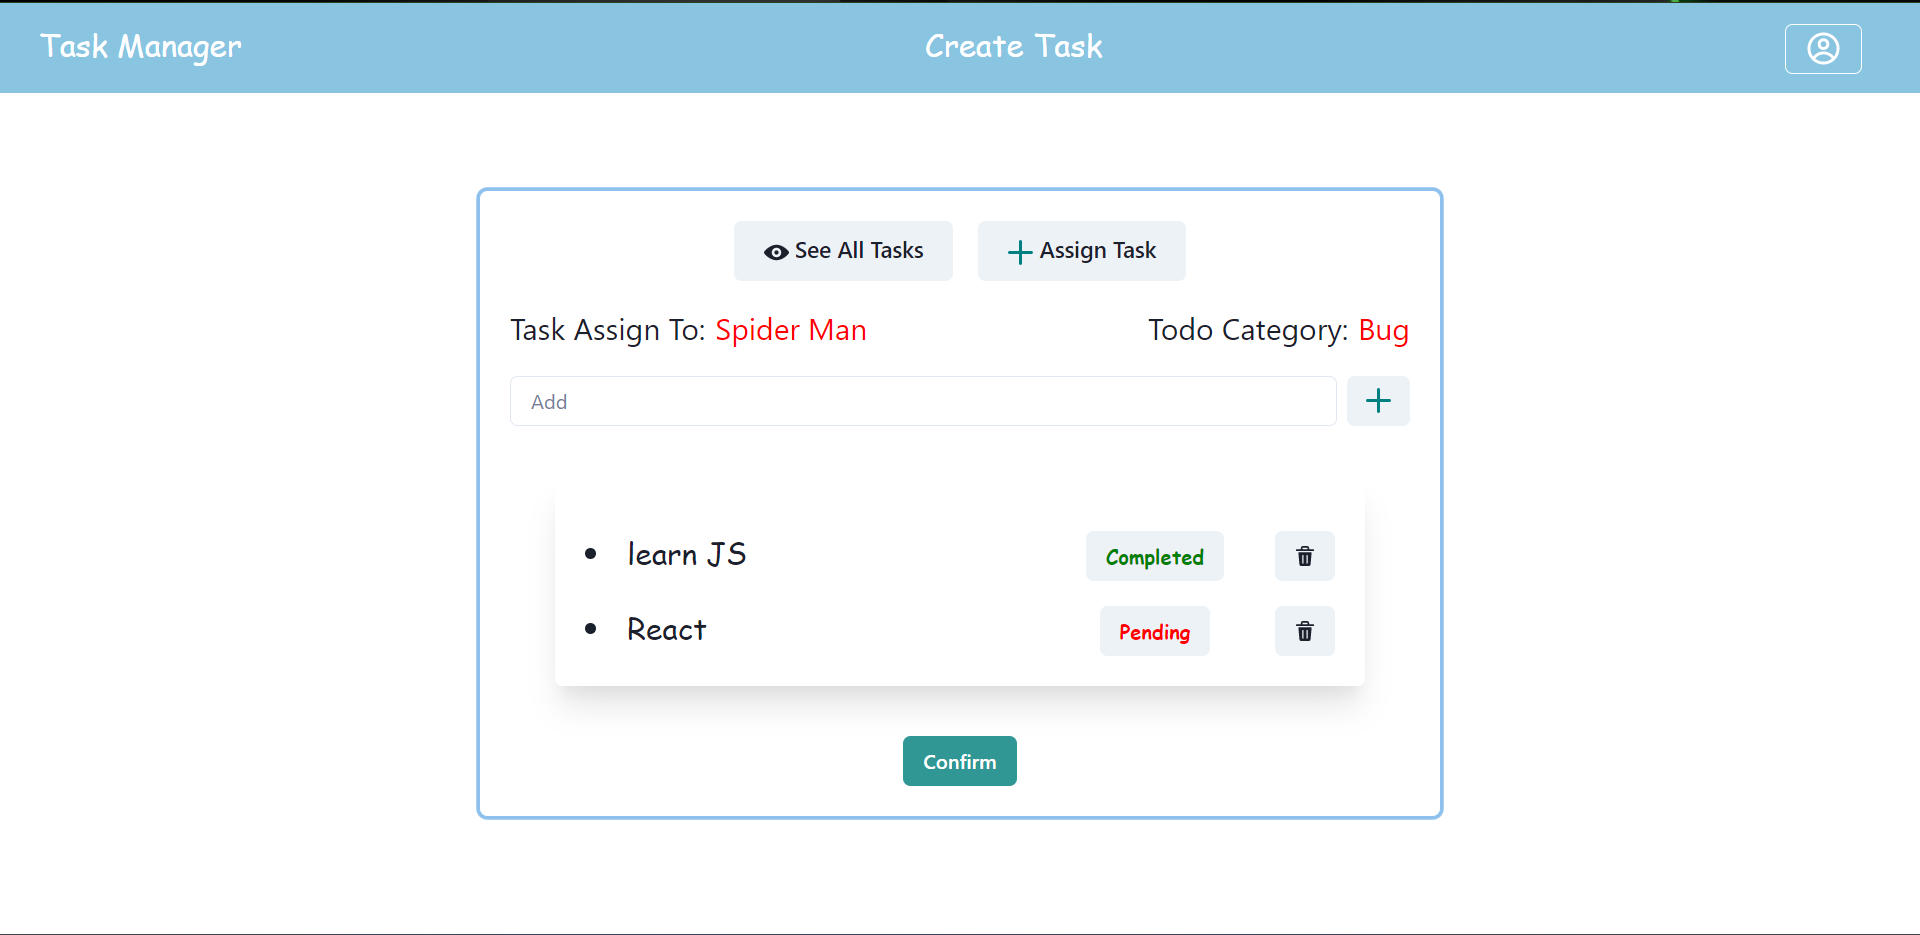 Task Manager
Create Task
See All Tasks
Assign Task
Task Assign To: Spider Man
Todo Category: Bug
Add
learn JS
Completed
React
Pending
Confirm